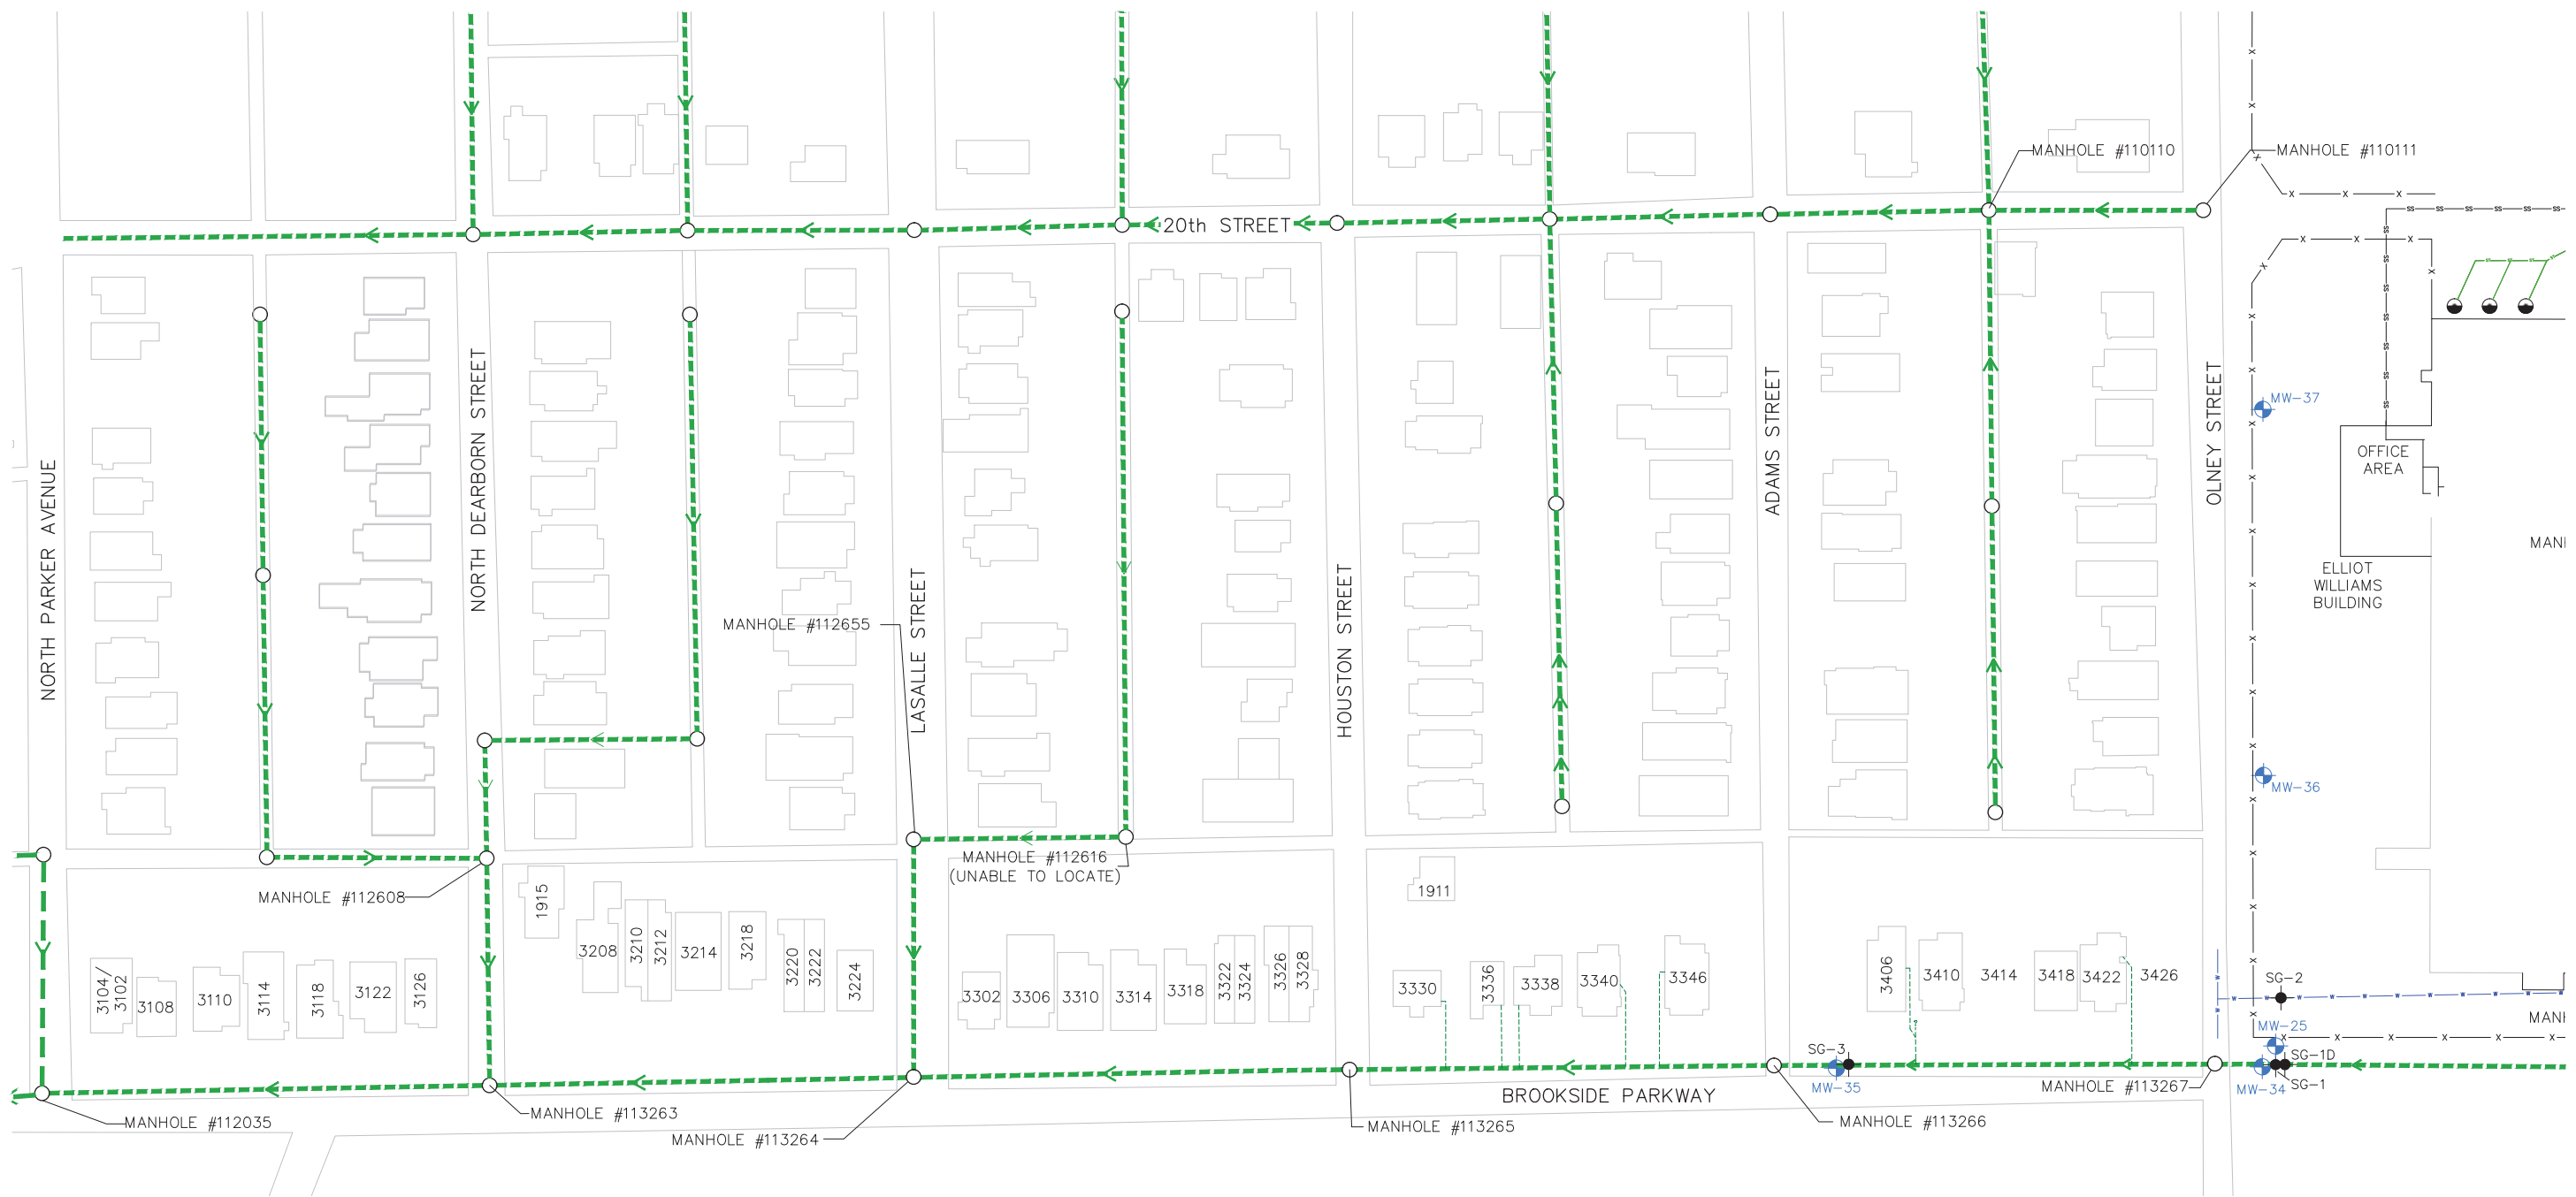 MANHOLE #110110
MANHOLE #110111
20th STREET
NORTH PARKER AVENUE
NORTH DEARBORN STREET
LASALLE STREET
HOUSTON STREET
ADAMS STREET
OLNEY STREET
MW-37
OFFICE
AREA
ELLIOT
WILLIAMS
BUILDING
MANHOLE #112655
MW-36
MANHOLE #112616
(UNABLE TO LOCATE)
MANHOLE #112608
1915
1911
3104/
3102
3108
3110
3114
3118
3122
3126
3208
3210
3212
3214
3218
3220
3222
3224
3302
3306
3310
3314
3318
3322
3324
3326
3328
3330
3336
3338
3340
3346
3406
3410
3414
3418
3422
3426
SG-2
MW-25
SG-3
SG-1D
MW-35
MANHOLE #113267
MW-34
SG-1
BROOKSIDE PARKWAY
MANHOLE #112035
MANHOLE #113263
MANHOLE #113264
MANHOLE #113265
MANHOLE #113266